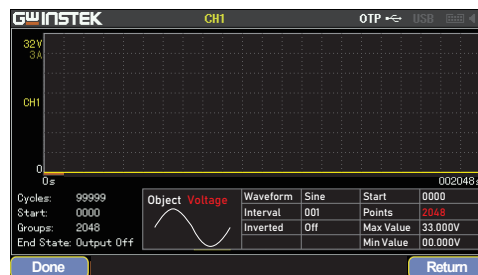 GWINSTEK CH1 OTP USB
32V
3A
CH1
0
0s 002048s
Cycles: 99999
Start: 0000
Groups: 2048
End State: Output Off
Object Voltage
Waveform Sine Start 0000
Interval 001 Points 2048
Inverted Off Max Value 33.000V
Min Value 00.000V
Done Return